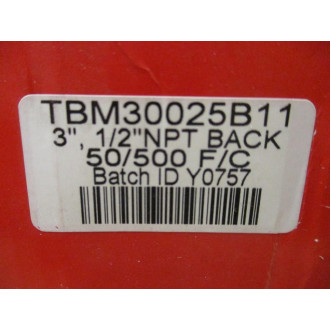 TBM30025B11
3", 1/2"NPT BACK
50/500 F/C
Batch ID Y0757